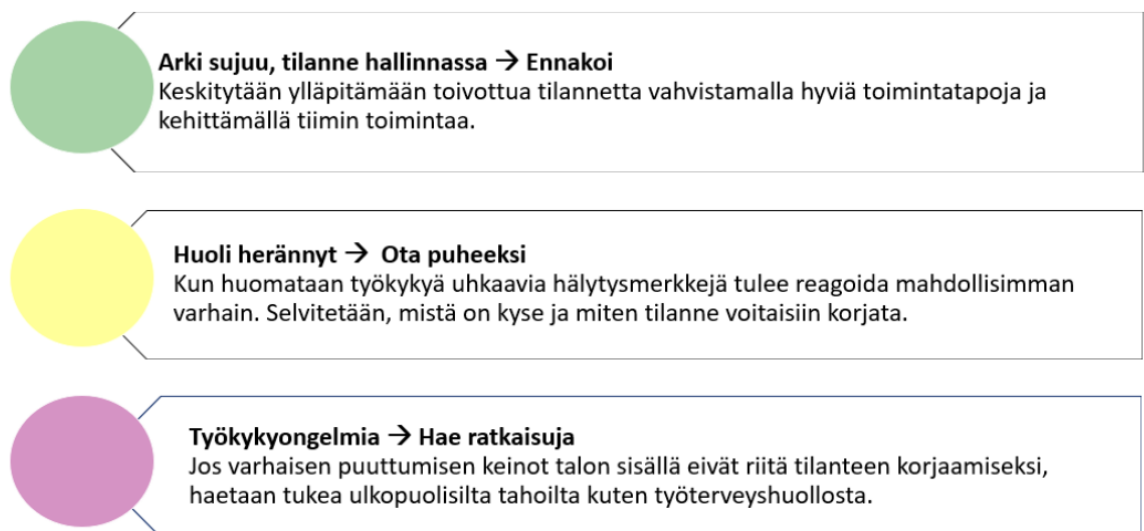 Arki sujuu, tilanne hallinnassa → Ennakoi
Keskitytään ylläpitämään toivottua tilannetta vahvistamalla hyviä toimintatapoja ja
kehittämällä tiimin toimintaa.
Huoli herännyt → Ota puheeksi
Kun huomataan työkykyä uhkaavia hälytysmerkkejä tulee reagoida mahdollisimman
varhain. Selvitetään, mistä on kyse ja miten tilanne voitaisiin korjata.
Työkykyongelmia → Hae ratkaisuja
Jos varhaisen puuttumisen keinot talon sisällä eivät riitä tilanteen korjaamiseksi,
haetaan tukea ulkopuolisilta tahoilta kuten työterveyshuollosta.